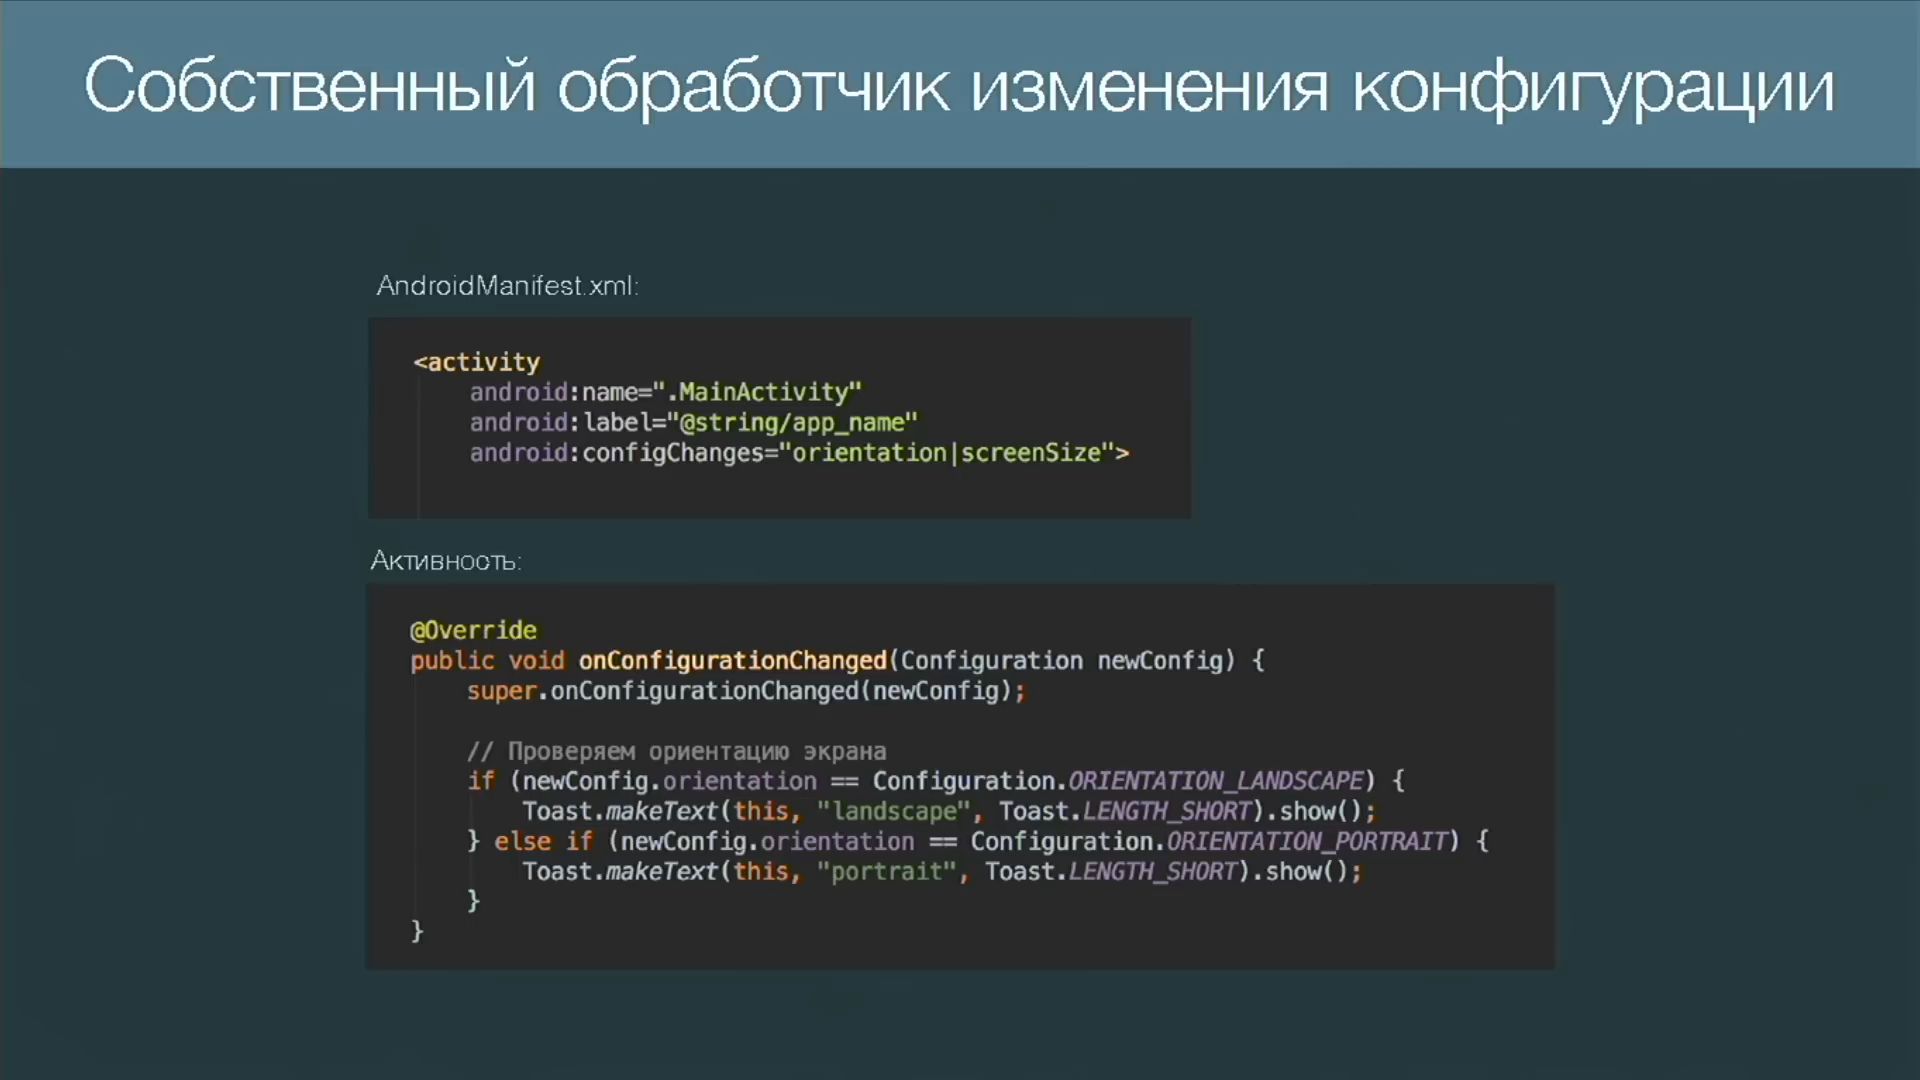 Собственный обработчик изменения конфигурации
AndroidManifest.xml:
<activity
android:name=".MainActivity"
android:label="@string/app_name"
android:configChanges="orientation|screenSize">
Активность:
@Override
public void onConfigurationChanged(Configuration newConfig) {
super.onConfigurationChanged(newConfig);
// Проверяем ориентацию экрана
if (newConfig.orientation == Configuration.ORIENTATION_LANDSCAPE) {
Toast.makeText(this, "landscape", Toast.LENGTH_SHORT).show();
} else if (newConfig.orientation == Configuration.ORIENTATION_PORTRAIT) {
Toast.makeText(this, "portrait", Toast.LENGTH_SHORT).show();
}
}